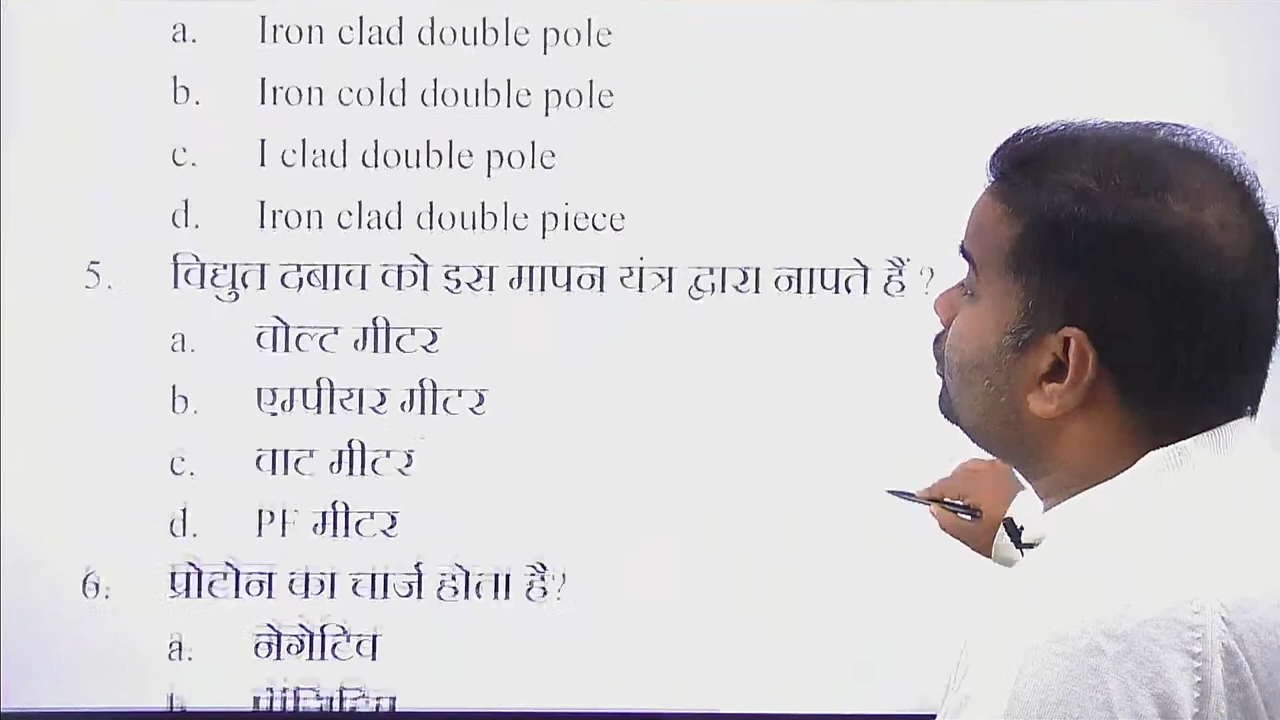 a. Iron clad double pole
b. Iron cold double pole
c. I clad double pole
d. Iron clad double piece
5. विद्युत दबाव को इस मापन यंत्र द्वारा नापते हैं ?
a. वोल्ट मीटर
b. एम्पीयर मीटर
c. वाट मीटर
d. PF मीटर
6. प्रोटोन का चार्ज होता है?
a. नेगेटिव
b. पॉजिटिव